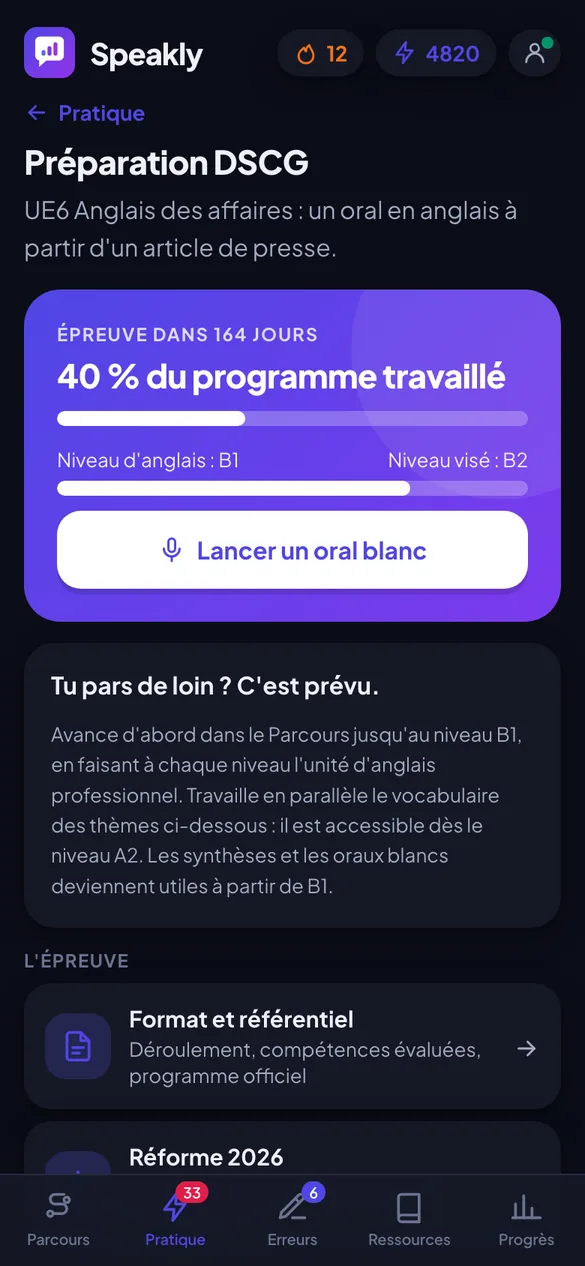 Speakly
12
4820
← Pratique
Préparation DSCG
UE6 Anglais des affaires : un oral en anglais à
partir d'un article de presse.
ÉPREUVE DANS 164 JOURS
40 % du programme travaillé
Niveau d'anglais : B1
Niveau visé : B2
Lancer un oral blanc
Tu pars de loin ? C'est prévu.
Avance d'abord dans le Parcours jusqu'au niveau B1,
en faisant à chaque niveau l'unité d'anglais
professionnel. Travaille en parallèle le vocabulaire
des thèmes ci-dessous : il est accessible dès le
niveau A2. Les synthèses et les oraux blancs
deviennent utiles à partir de B1.
L'ÉPREUVE
Format et référentiel
Déroulement, compétences évaluées,
programme officiel
Réforme 2026
33
6
Parcours
Pratique
Erreurs
Ressources
Progrès